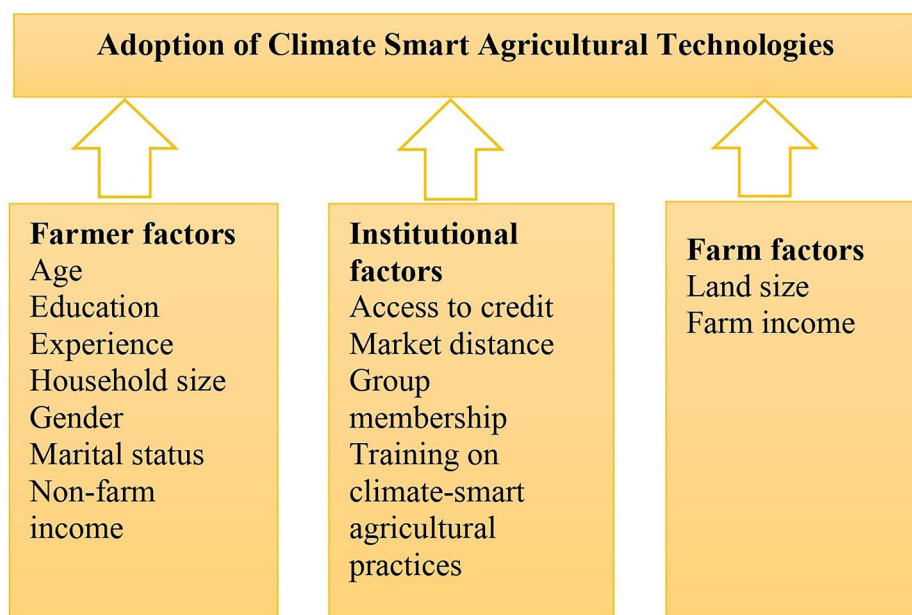 Adoption of Climate Smart Agricultural Technologies
Farmer factors
Age
Education
Experience
Household size
Gender
Marital status
Non-farm
income
Institutional
factors
Access to credit
Market distance
Group
membership
Training on
climate-smart
agricultural
practices
Farm factors
Land size
Farm income